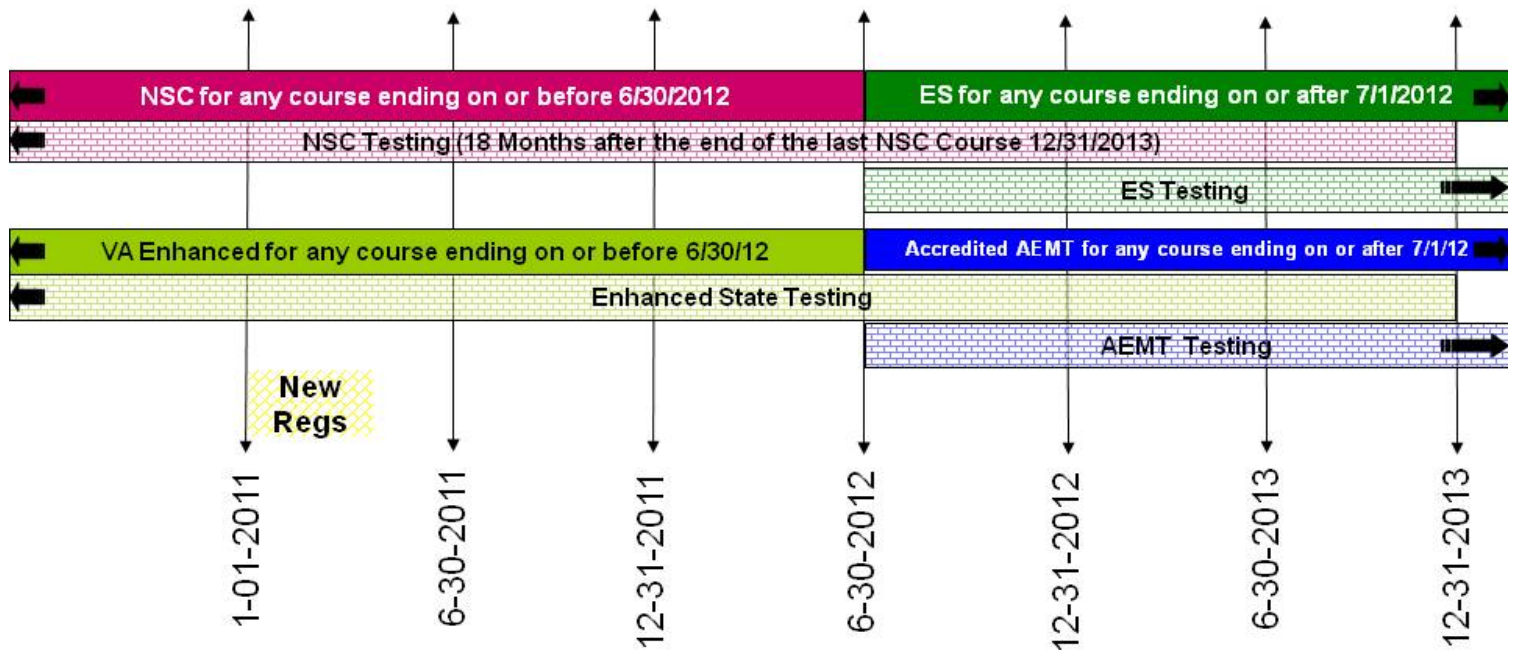 NSC for any course ending on or before 6/30/2012
ES for any course ending on or after 7/1/2012
NSC Testing (18 Months after the end of the last NSC Course 12/31/2013)
ES Testing
VA Enhanced for any course ending on or before 6/30/12
Accredited AEMT for any course ending on or after 7/1/12
Enhanced State Testing
AEMT Testing
New
Regs
1-01-2011
6-30-2011
12-31-2011
6-30-2012
12-31-2012
6-30-2013
12-31-2013